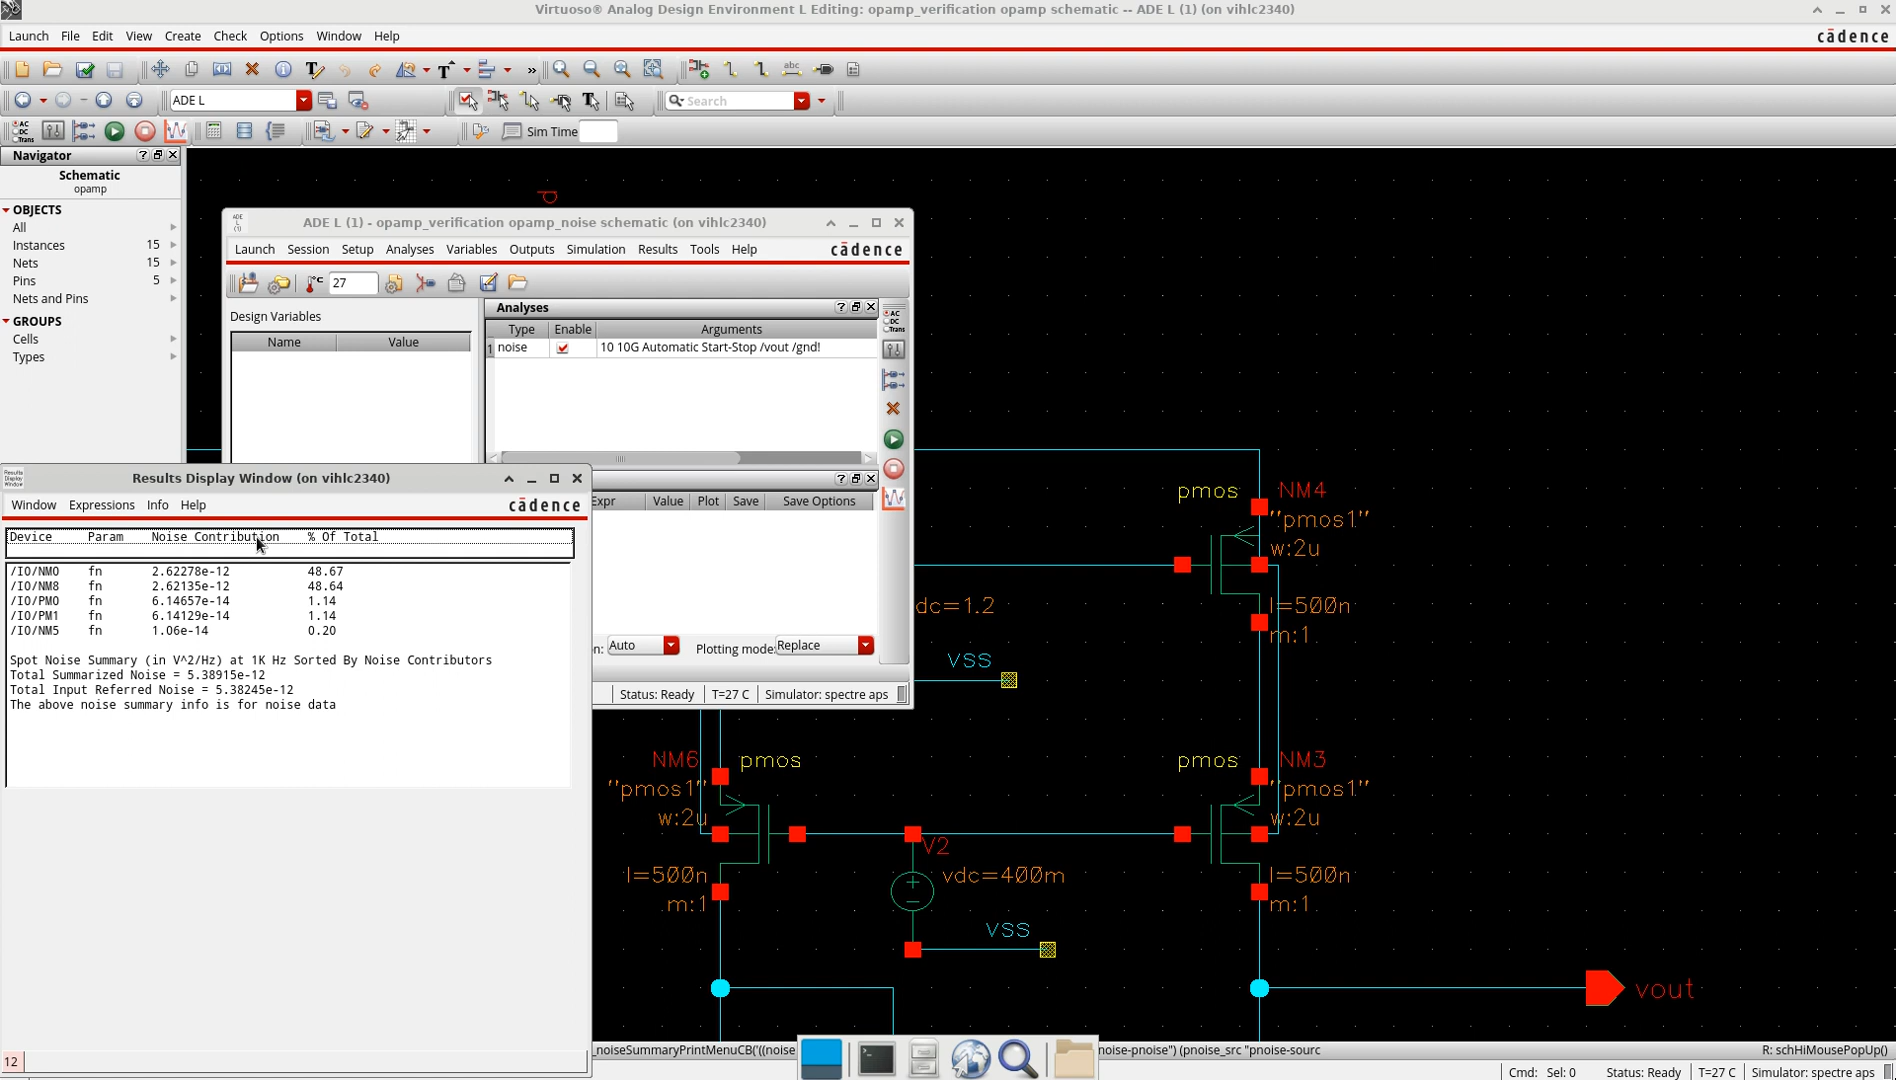 Virtuoso® Analog Design Environment L Editing: opamp_verification opamp schematic -- ADE L (1) (on vihlc2340)
Launch File Edit View Create Check Options Window Help
cādence
ADE L
Search
Sim Time
Navigator
Schematic
opamp
OBJECTS
All
Instances 15
Nets 15
Pins 5
Nets and Pins
GROUPS
Cells
Types
ADE L (1) - opamp_verification opamp_noise schematic (on vihlc2340)
Launch Session Setup Analyses Variables Outputs Simulation Results Tools Help
cādence
27
Design Variables
Name Value
Analyses
Type Enable Arguments
1 noise 10 10G Automatic Start-Stop /vout /gnd!
Expr Value Plot Save Save Options
n: Auto Plotting mode: Replace
Status: Ready T=27 C Simulator: spectre aps
Results Display Window (on vihlc2340)
Window Expressions Info Help
cādence
Device Param Noise Contribution % Of Total
/IO/NM0 fn 2.62278e-12 48.67
/IO/NM8 fn 2.62135e-12 48.64
/IO/PM0 fn 6.14657e-14 1.14
/IO/PM1 fn 6.14129e-14 1.14
/IO/NM5 fn 1.06e-14 0.20
Spot Noise Summary (in V^2/Hz) at 1K Hz Sorted By Noise Contributors
Total Summarized Noise = 5.38915e-12
Total Input Referred Noise = 5.38245e-12
The above noise summary info is for noise data
12
pmos NM4
"pmos1"
w:2u
l=500n
m:1
dc=1.2
VSS
NM6 pmos
"pmos1"
w:2u
l=500n
m:1
pmos NM3
"pmos1"
w:2u
l=500n
m:1
V2
vdc=400m
VSS
vout
_noiseSummaryPrintMenuCB('((noise
noise-pnoise") (pnoise_src "pnoise-sourc
R: schHiMousePopUp()
Cmd: Sel: 0 Status: Ready T=27 C Simulator: spectre aps